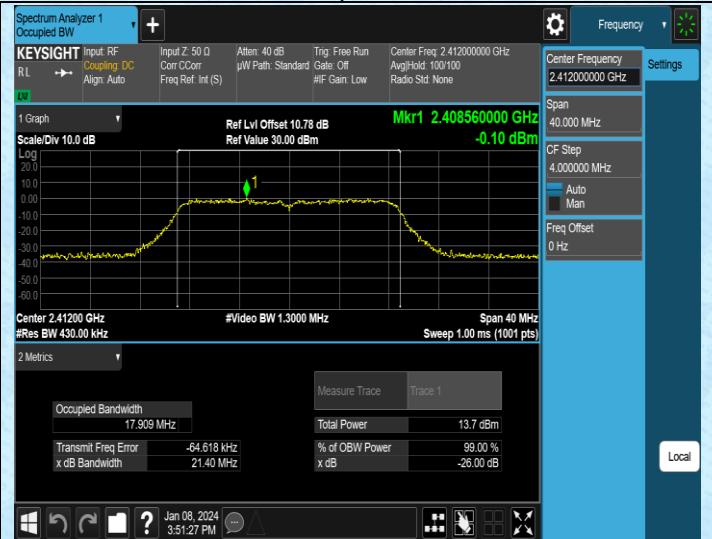 Spectrum Analyzer 1
Occupied BW
+
Frequency
KEYSIGHT
RL
LXI
Input: RF
Coupling: DC
Align: Auto
Input Z: 50 Ω
Corr CCorr
Freq Ref: Int (S)
Atten: 40 dB
µW Path: Standard
Trig: Free Run
Gate: Off
#IF Gain: Low
Center Freq: 2.412000000 GHz
Avg|Hold: 100/100
Radio Std: None
Center Frequency
2.412000000 GHz
Settings
Span
40.000 MHz
CF Step
4.000000 MHz
Auto
Man
Freq Offset
0 Hz
1 Graph
Scale/Div 10.0 dB
Ref Lvl Offset 10.78 dB
Ref Value 30.00 dBm
Mkr1 2.408560000 GHz
-0.10 dBm
Log
20.0
10.0
0.00
-10.0
-20.0
-30.0
-40.0
-50.0
-60.0
1
Center 2.41200 GHz
#Res BW 430.00 kHz
#Video BW 1.3000 MHz
Span 40 MHz
Sweep 1.00 ms (1001 pts)
2 Metrics
Measure Trace Trace 1
Occupied Bandwidth
17.909 MHz
Total Power 13.7 dBm
Transmit Freq Error -64.618 kHz
% of OBW Power 99.00 %
x dB Bandwidth 21.40 MHz
x dB -26.00 dB
Local
?
Jan 08, 2024
3:51:27 PM